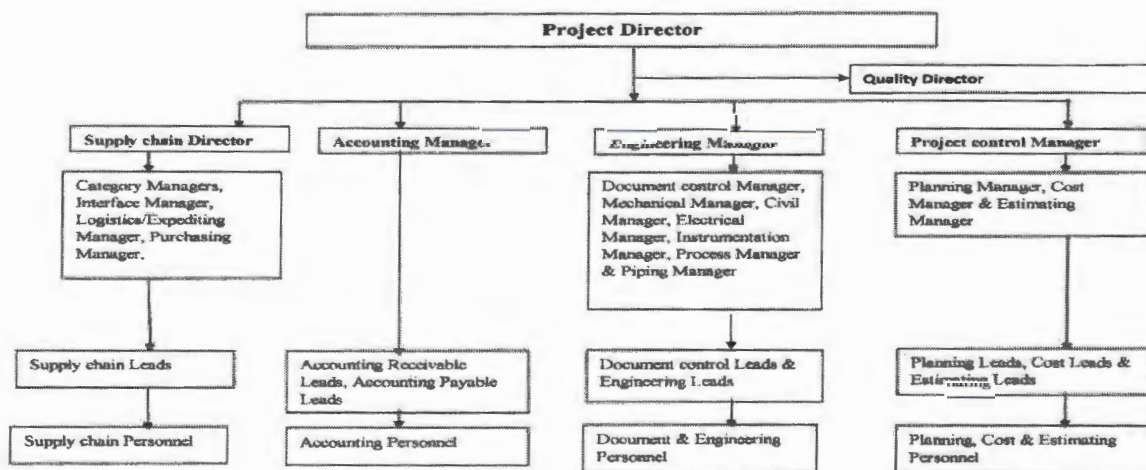 Project Director
Quality Director
Supply chain Director
Accounting Manager
Engineering Manager
Project control Manager
Category Managers,
Interface Manager,
Logistics/Expediting
Manager, Purchasing
Manager.
Document control Manager,
Mechanical Manager, Civil
Manager, Electrical
Manager, Instrumentation
Manager, Process Manager
& Piping Manager
Planning Manager, Cost
Manager & Estimating
Manager
Supply chain Leads
Accounting Receivable
Leads, Accounting Payable
Leads
Document control Leads &
Engineering Leads
Planning Leads, Cost Leads &
Estimating Leads
Supply chain Personnel
Accounting Personnel
Document & Engineering
Personnel
Planning, Cost & Estimating
Personnel